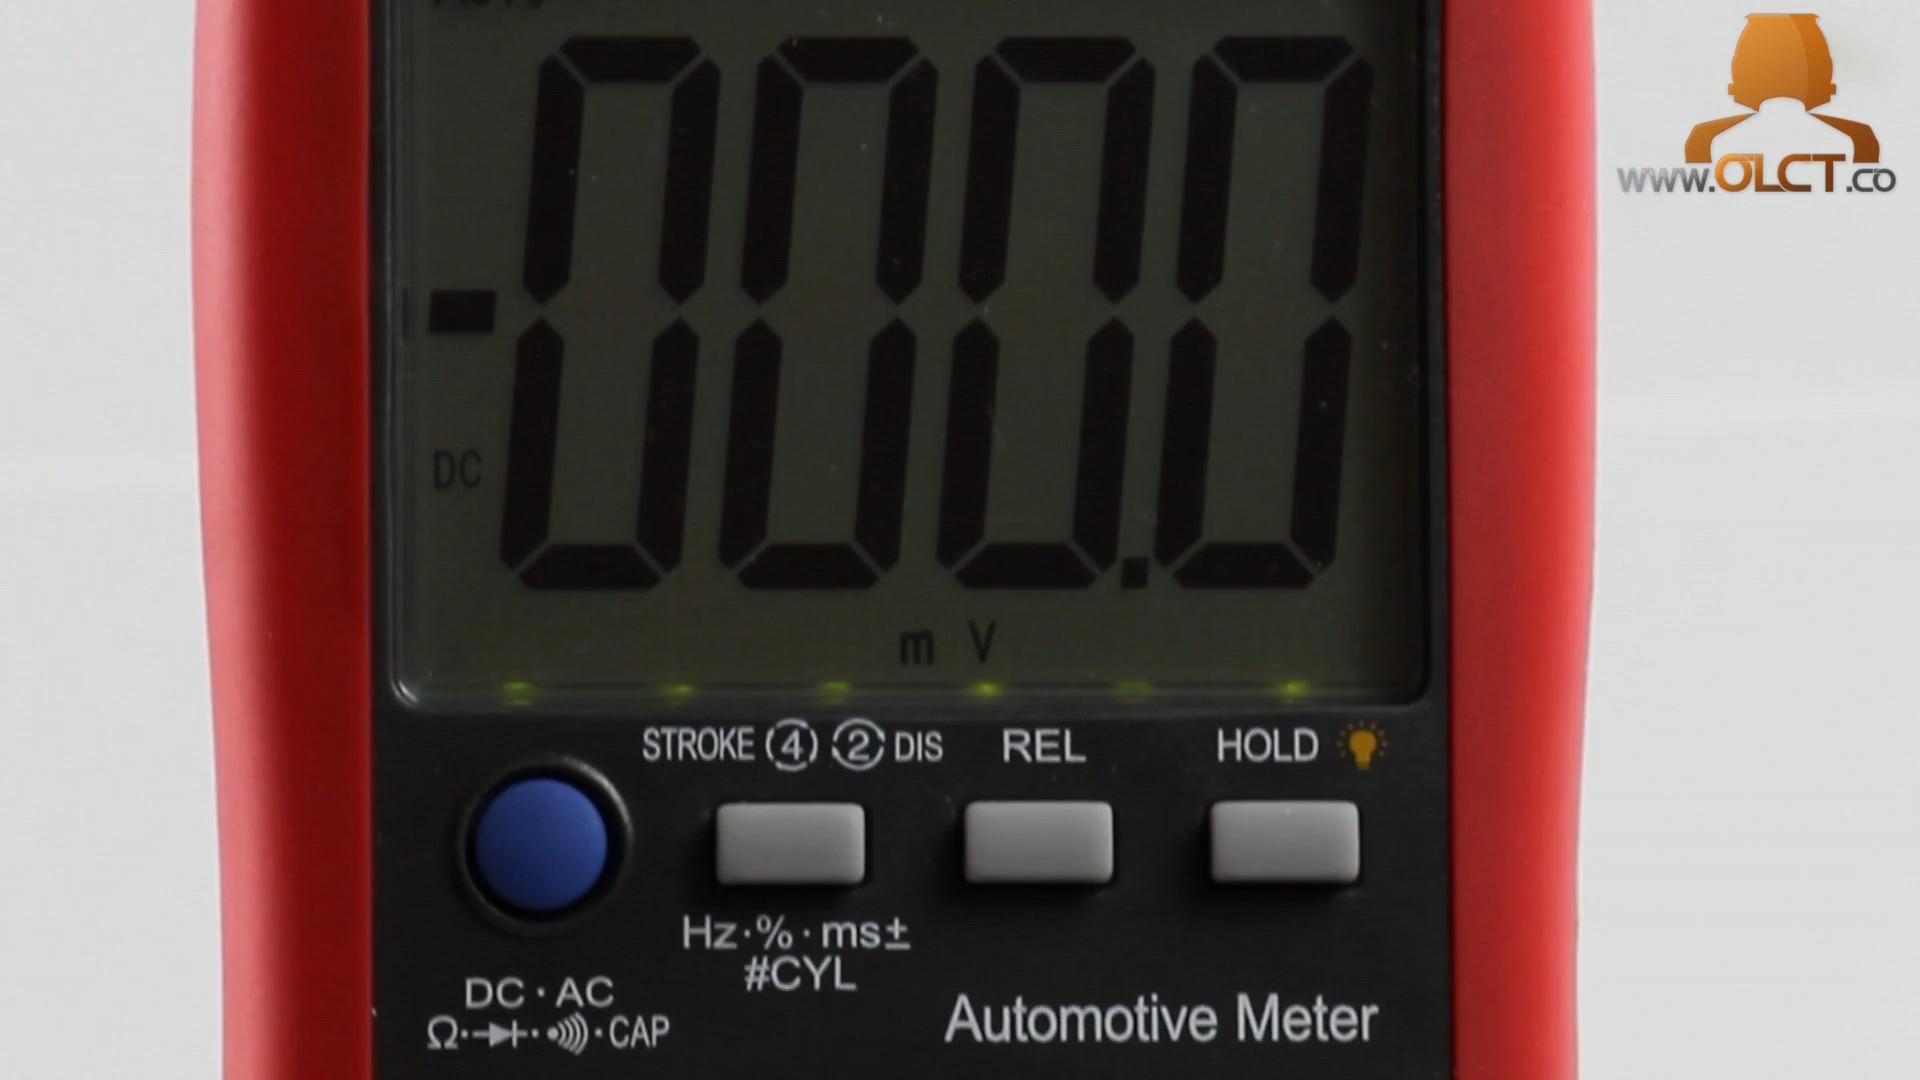 www.OLCT.co
-000.0
DC
m V
STROKE 4 2 DIS
REL
HOLD
Hz·%·ms±
#CYL
DC·AC
Ω· · ·CAP
Automotive Meter